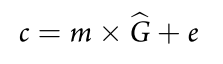 c = m × Ĝ + e